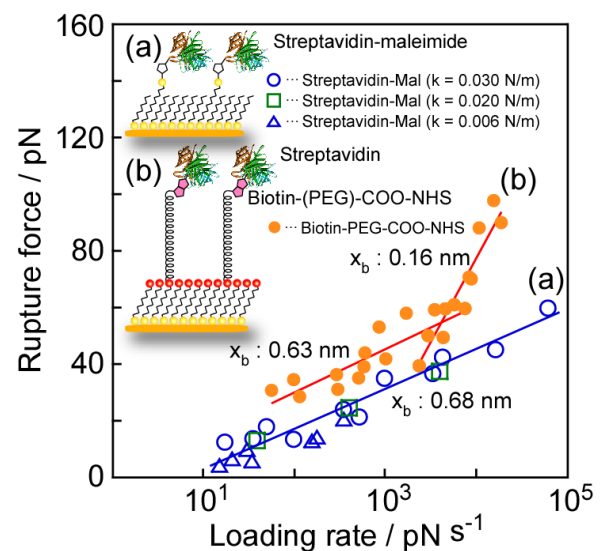 160
120
80
40
0
Rupture force / pN
(a)
Streptavidin-maleimide
··· Streptavidin-Mal (k = 0.030 N/m)
··· Streptavidin-Mal (k = 0.020 N/m)
··· Streptavidin-Mal (k = 0.006 N/m)
(b)
Streptavidin
Biotin-(PEG)-COO-NHS
··· Biotin-PEG-COO-NHS
(b)
x_b : 0.16 nm
(a)
x_b : 0.63 nm
x_b : 0.68 nm
10^1
10^3
10^5
Loading rate / pN s^-1